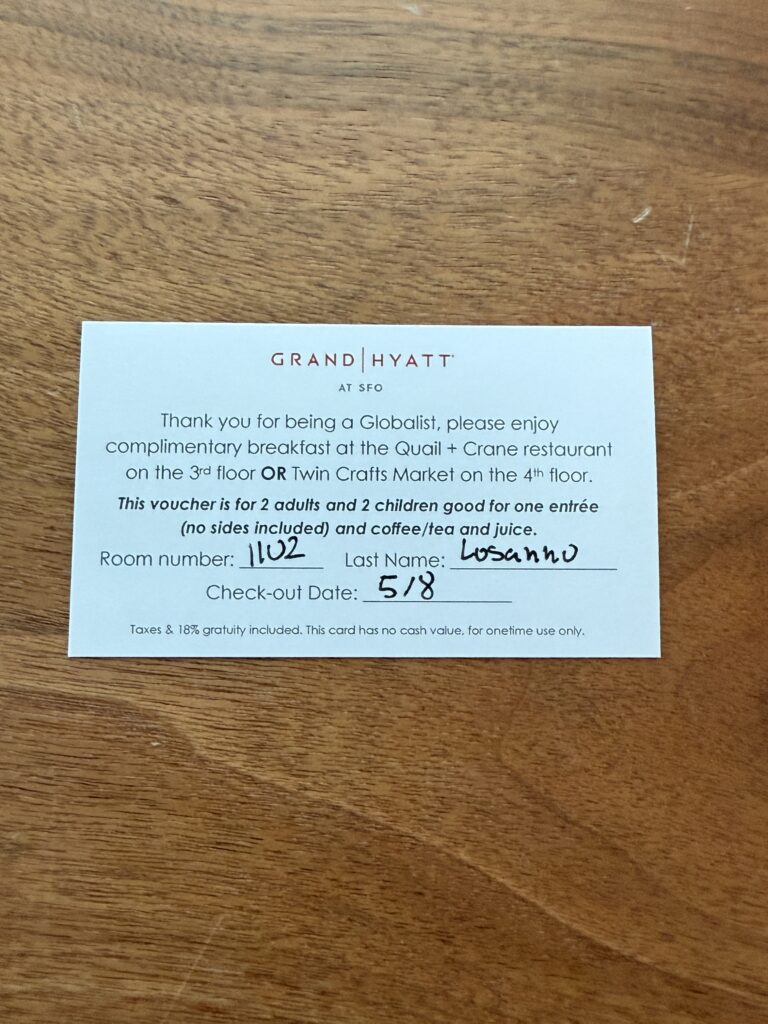 GRAND|HYATT®
AT SFO
Thank you for being a Globalist, please enjoy
complimentary breakfast at the Quail + Crane restaurant
on the 3rd floor OR Twin Crafts Market on the 4th floor.
This voucher is for 2 adults and 2 children good for one entrée
(no sides included) and coffee/tea and juice.
Room number: 1102 Last Name: Losanno
Check-out Date: 5/8
Taxes & 18% gratuity included. This card has no cash value, for onetime use only.